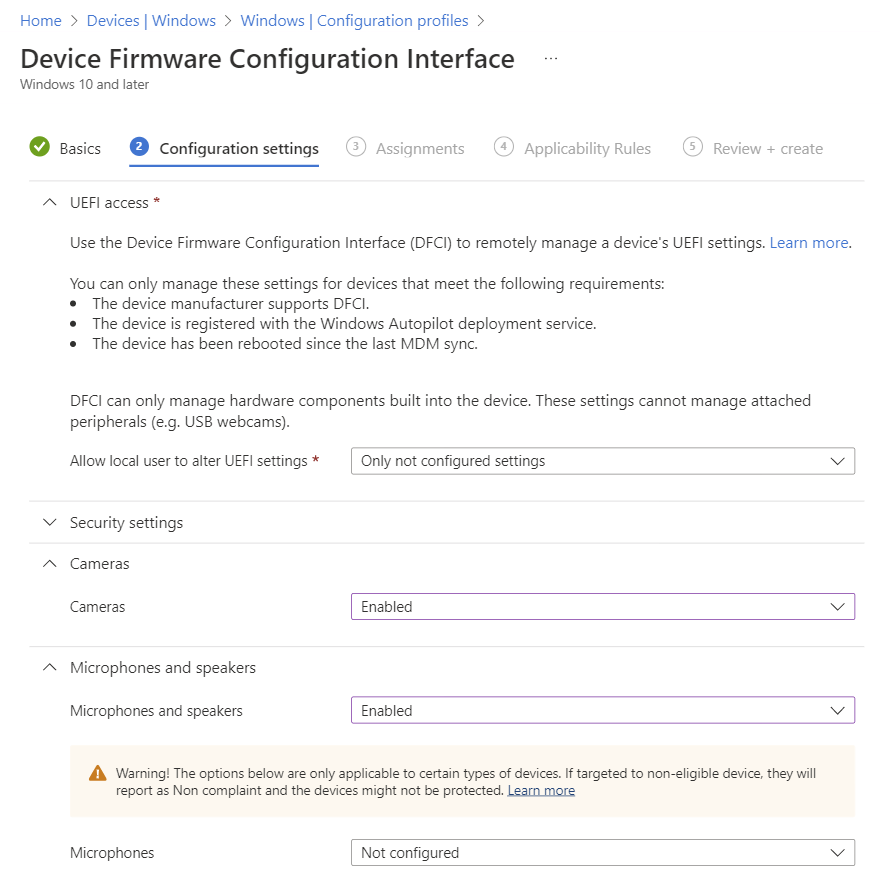 Home > Devices | Windows > Windows | Configuration profiles >
Device Firmware Configuration Interface ...
Windows 10 and later
Basics 2 Configuration settings 3 Assignments 4 Applicability Rules 5 Review + create
UEFI access *
Use the Device Firmware Configuration Interface (DFCI) to remotely manage a device's UEFI settings. Learn more.
You can only manage these settings for devices that meet the following requirements:
• The device manufacturer supports DFCI.
• The device is registered with the Windows Autopilot deployment service.
• The device has been rebooted since the last MDM sync.
DFCI can only manage hardware components built into the device. These settings cannot manage attached
peripherals (e.g. USB webcams).
Allow local user to alter UEFI settings * Only not configured settings
Security settings
Cameras
Cameras Enabled
Microphones and speakers
Microphones and speakers Enabled
Warning! The options below are only applicable to certain types of devices. If targeted to non-eligible device, they will
report as Non complaint and the devices might not be protected. Learn more
Microphones Not configured